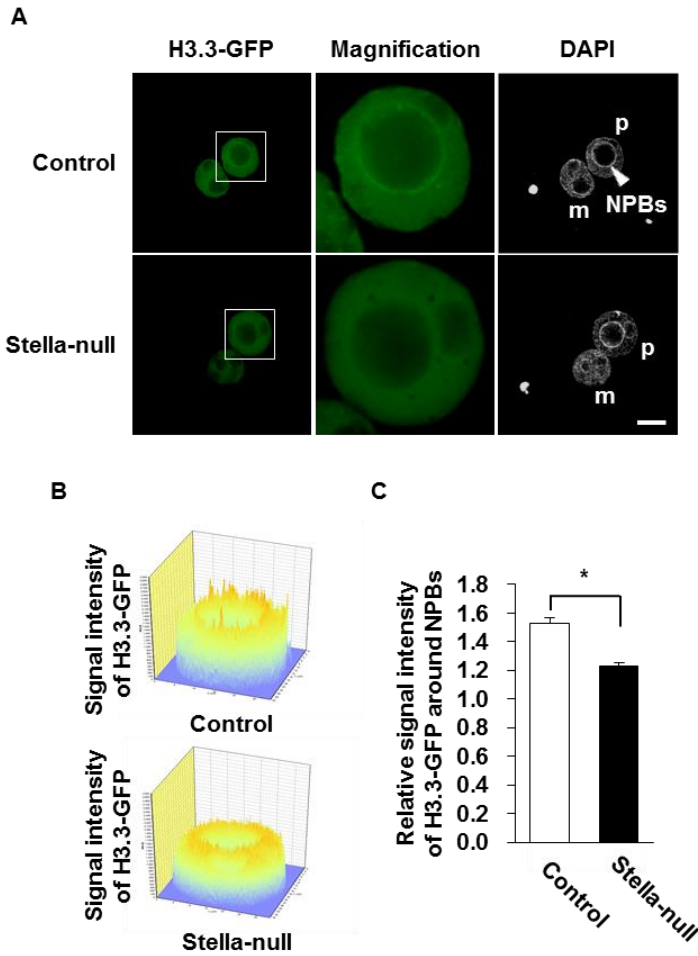 A
H3.3-GFP
Magnification
DAPI
Control
p
NPBs
m
Stella-null
p
m
B
Signal intensity
of H3.3-GFP
Control
Signal intensity
of H3.3-GFP
Stella-null
C
Relative signal intensity
of H3.3-GFP around NPBs
1.8
1.6
1.4
1.2
1.0
0.8
0.6
0.4
0.2
0.0
*
Control
Stella-null